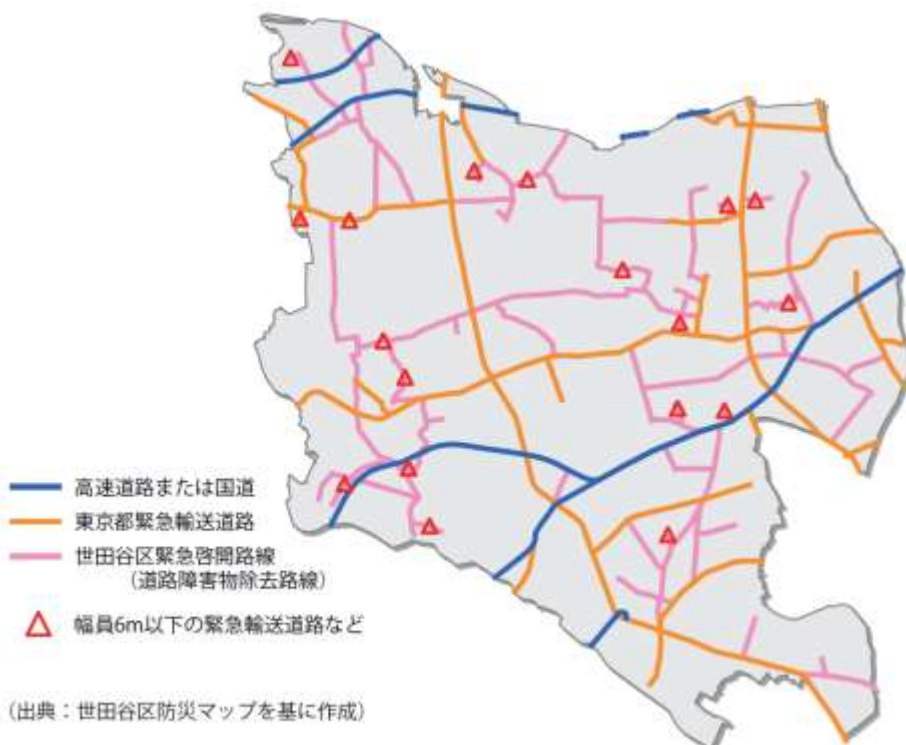 高速道路または国道
東京都緊急輸送道路
世田谷区緊急啓開路線
(道路障害物除去路線)
幅員6m以下の緊急輸送道路など
(出典：世田谷区防災マップを基に作成)